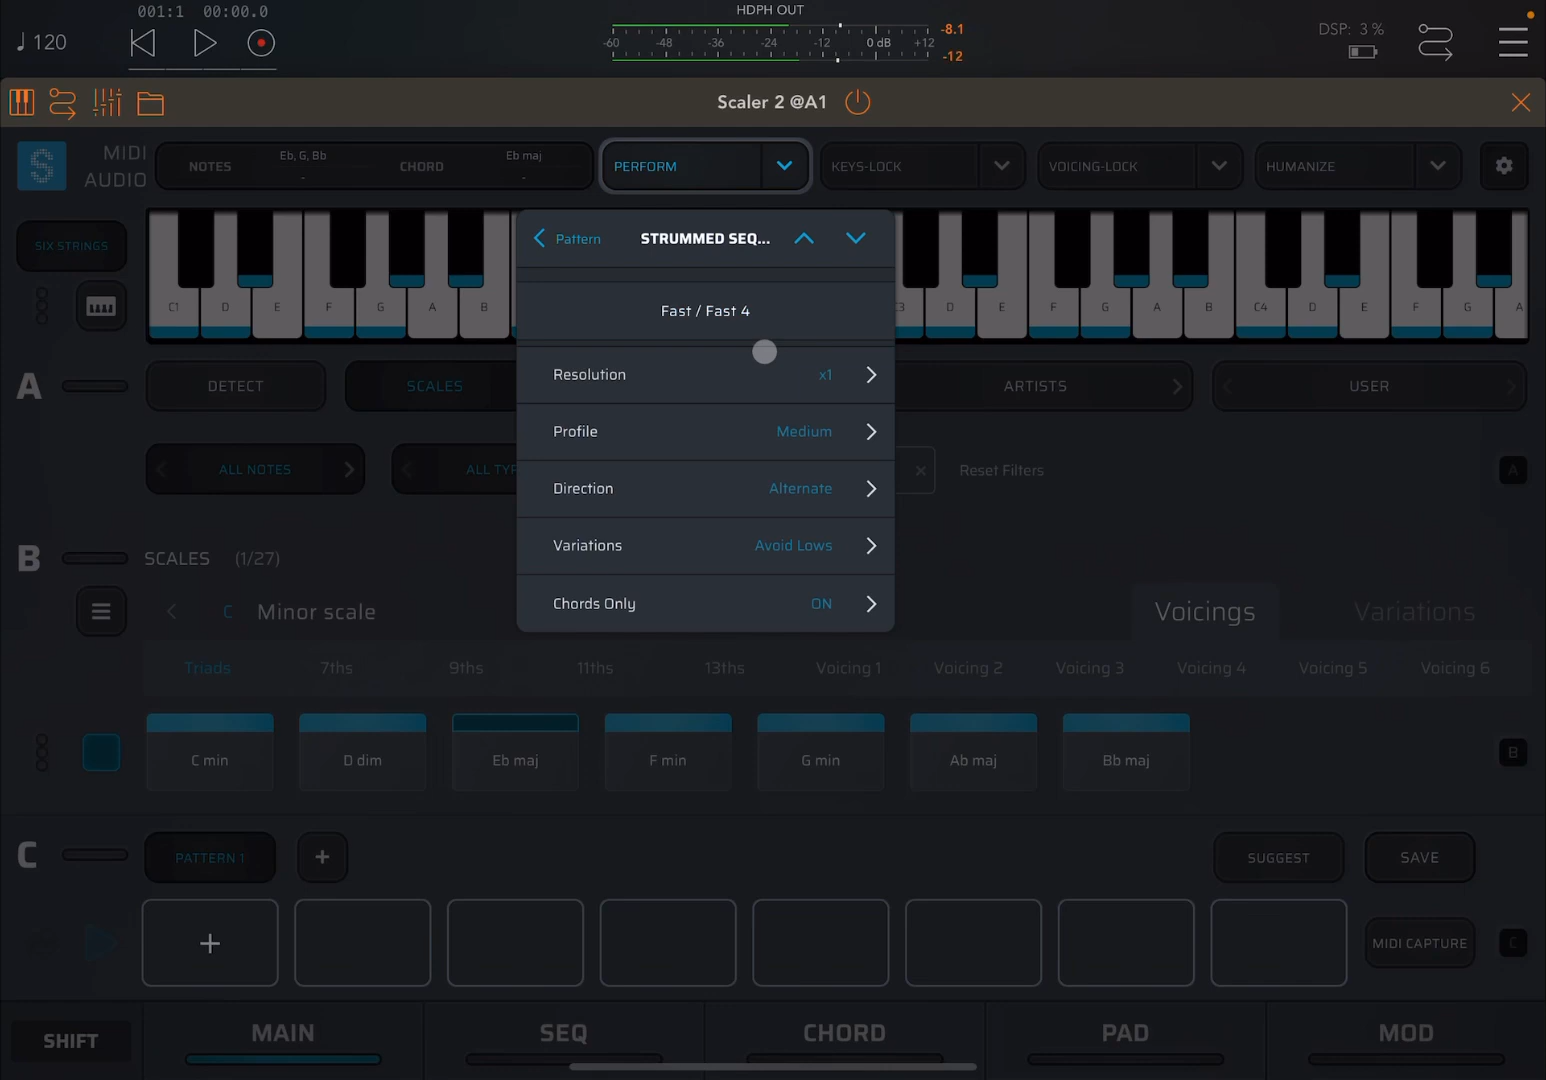 001:1 00:00.0
HDPH OUT
120
-60 -48 -36 -24 -12 0 dB +12
-8.1
-12
DSP: 3 %
Scaler 2 @A1
S
MIDI
AUDIO
NOTES
Eb, G, Bb
-
CHORD
Eb maj
-
PERFORM
KEYS-LOCK
VOICING-LOCK
HUMANIZE
SIX STRINGS
Pattern
STRUMMED SEQ...
C1 D E F G A B
C3 D E F G A B C4 D E F G A
Fast / Fast 4
Resolution x1
Profile Medium
Direction Alternate
Variations Avoid Lows
Chords Only ON
A
DETECT
SCALES
ARTISTS
USER
ALL NOTES
ALL TYP
Reset Filters
A
B
SCALES (1/27)
C Minor scale
Voicings
Variations
Triads 7ths 9ths 11ths 13th Voicing 1 Voicing 2 Voicing 3 Voicing 4 Voicing 5 Voicing 6
C min D dim Eb maj F min G min Ab maj Bb maj
B
C
PATTERN 1
+
SUGGEST
SAVE
+
MIDI CAPTURE
C
SHIFT
MAIN
SEQ
CHORD
PAD
MOD